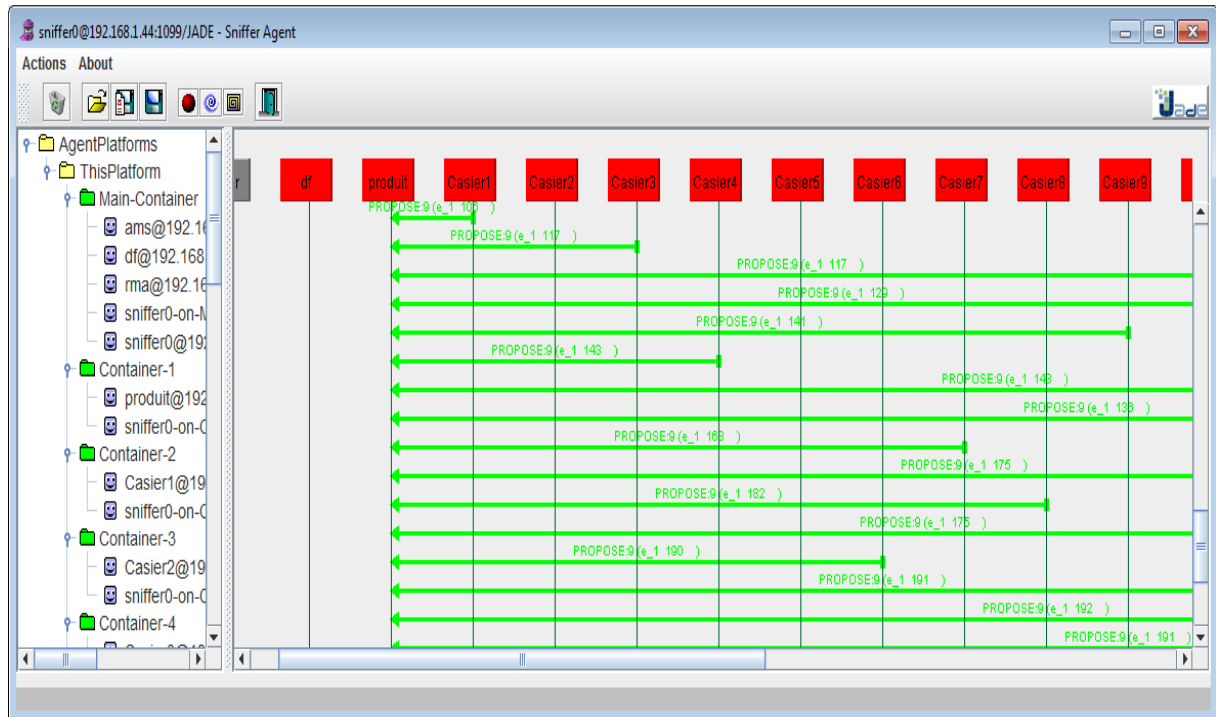 sniffer0@192.168.1.44:1099/JADE - Sniffer Agent
Actions About
Jade
AgentPlatforms
ThisPlatform
Main-Container
ams@192.16
df@192.168
rma@192.16
sniffer0-on-M
sniffer0@192
Container-1
produit@192
sniffer0-on-C
Container-2
Casier1@19
sniffer0-on-C
Container-3
Casier2@19
sniffer0-on-C
Container-4
r df produit Casier1 Casier2 Casier3 Casier4 Casier5 Casier6 Casier7 Casier8 Casier9
PROPOSE:9 (e_1 105 )
PROPOSE:9 (e_1 117 )
PROPOSE:9 (e_1 117 )
PROPOSE:9 (e_1 129 )
PROPOSE:9 (e_1 141 )
PROPOSE:9 (e_1 143 )
PROPOSE:9 (e_1 143 )
PROPOSE:9 (e_1 )
PROPOSE:9 (e_1 168 )
PROPOSE:9 (e_1 175 )
PROPOSE:9 (e_1 182 )
PROPOSE:9 (e_1 175 )
PROPOSE:9 (e_1 190 )
PROPOSE:9 (e_1 191 )
PROPOSE:9 (e_1 192 )
PROPOSE:9 (e_1 191 )